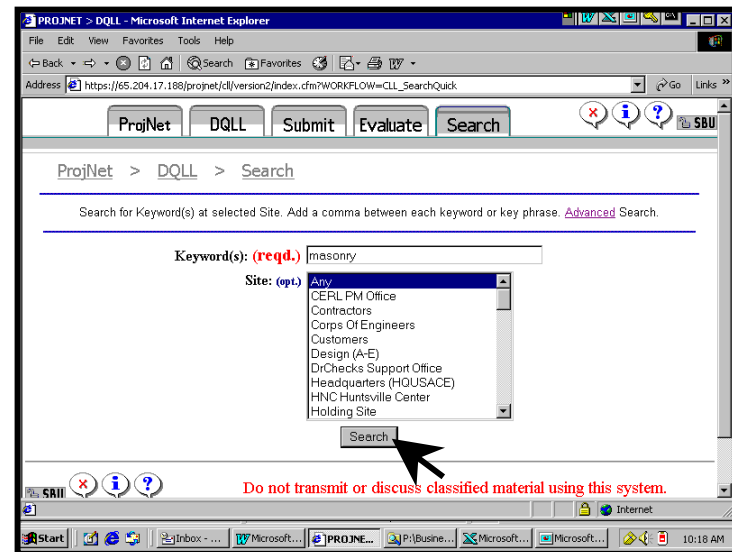 PROJNET > DQLL - Microsoft Internet Explorer
File Edit View Favorites Tools Help
Back Search Favorites
Address https://65.204.17.188/projnet/cll/version2/index.cfm?WORKFLOW=CLL_SearchQuick Go Links »
ProjNet DQLL Submit Evaluate Search SBU
ProjNet > DQLL > Search
Search for Keyword(s) at selected Site. Add a comma between each keyword or key phrase. Advanced Search.
Keyword(s): (reqd.) masonry
Site: (opt.) Any
CERL PM Office
Contractors
Corps Of Engineers
Customers
Design (A-E)
DrChecks Support Office
Headquarters (HQUSACE)
HNC Huntsville Center
Holding Site
Search
SBU Do not transmit or discuss classified material using this system.
Internet
Start Inbox - ... Microsoft... PROJNE... P:\Busine... Microsoft... Microsoft... 10:18 AM